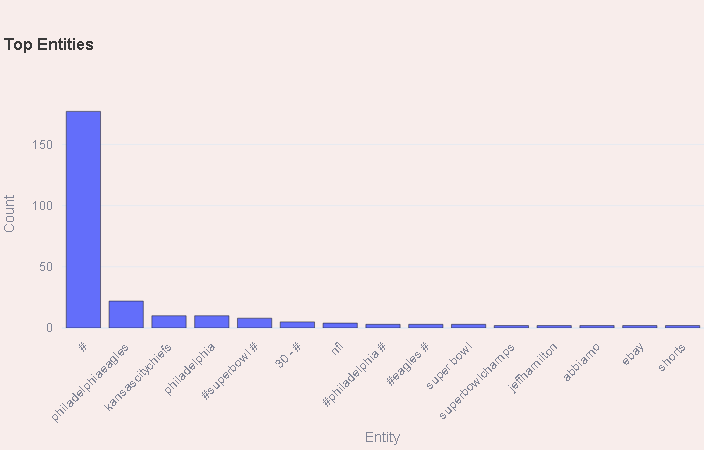 Top Entities
Count
150
100
50
0
#
philadelphiaeagles
kansascitychiefs
philadelphia
#superbowl #
30 - #
nfl
#philadelphia #
#eagles #
super bowl
superbowlchamps
jeffhamilton
abbiamo
ebay
shorts
Entity